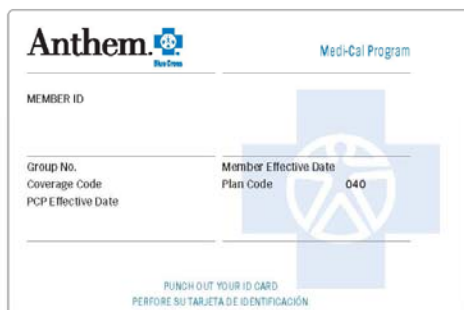 Anthem.
Blue Cross
Medi-Cal Program
MEMBER ID
Group No.
Coverage Code
PCP Effective Date
Member Effective Date
Plan Code 040
PUNCH OUT YOUR ID CARD
PERFORE SU TARJETA DE IDENTIFICACIÓN